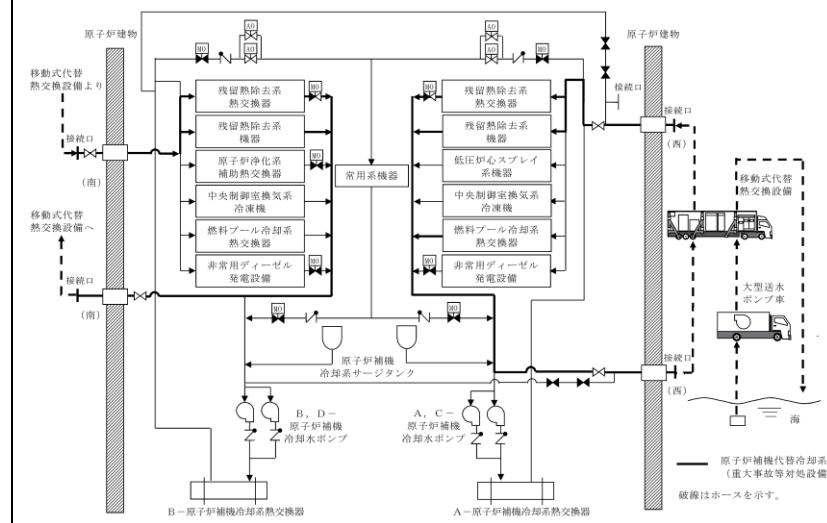 AO
AO
AO
AO
MO
MO
原子炉建物
原子炉建物
移動式代替
熱交換設備より
接続口
(南)
移動式代替
熱交換設備へ
接続口
(南)
残留熱除去系
熱交換器
MO
残留熱除去系
機器
原子炉浄化系
補助熱交換器
MO
中央制御室換気系
冷凍機
燃料プール冷却系
熱交換器
非常用ディーゼル
発電設備
MO
常用系機器
MO
残留熱除去系
熱交換器
残留熱除去系
機器
低圧炉心スプレイ
系機器
中央制御室換気系
冷凍機
燃料プール冷却系
熱交換器
MO
非常用ディーゼル
発電設備
接続口
接続口
(西)
移動式代替
熱交換設備
大型送水
ポンプ車
接続口
(西)
海
MO
MO
原子炉補機
冷却系サージタンク
B,D－
原子炉補機
冷却水ポンプ
A,C－
原子炉補機
冷却水ポンプ
B－原子炉補機冷却系熱交換器
A－原子炉補機冷却系熱交換器
原子炉補機代替冷却系
(重大事故等対処設備
破線はホースを示す。